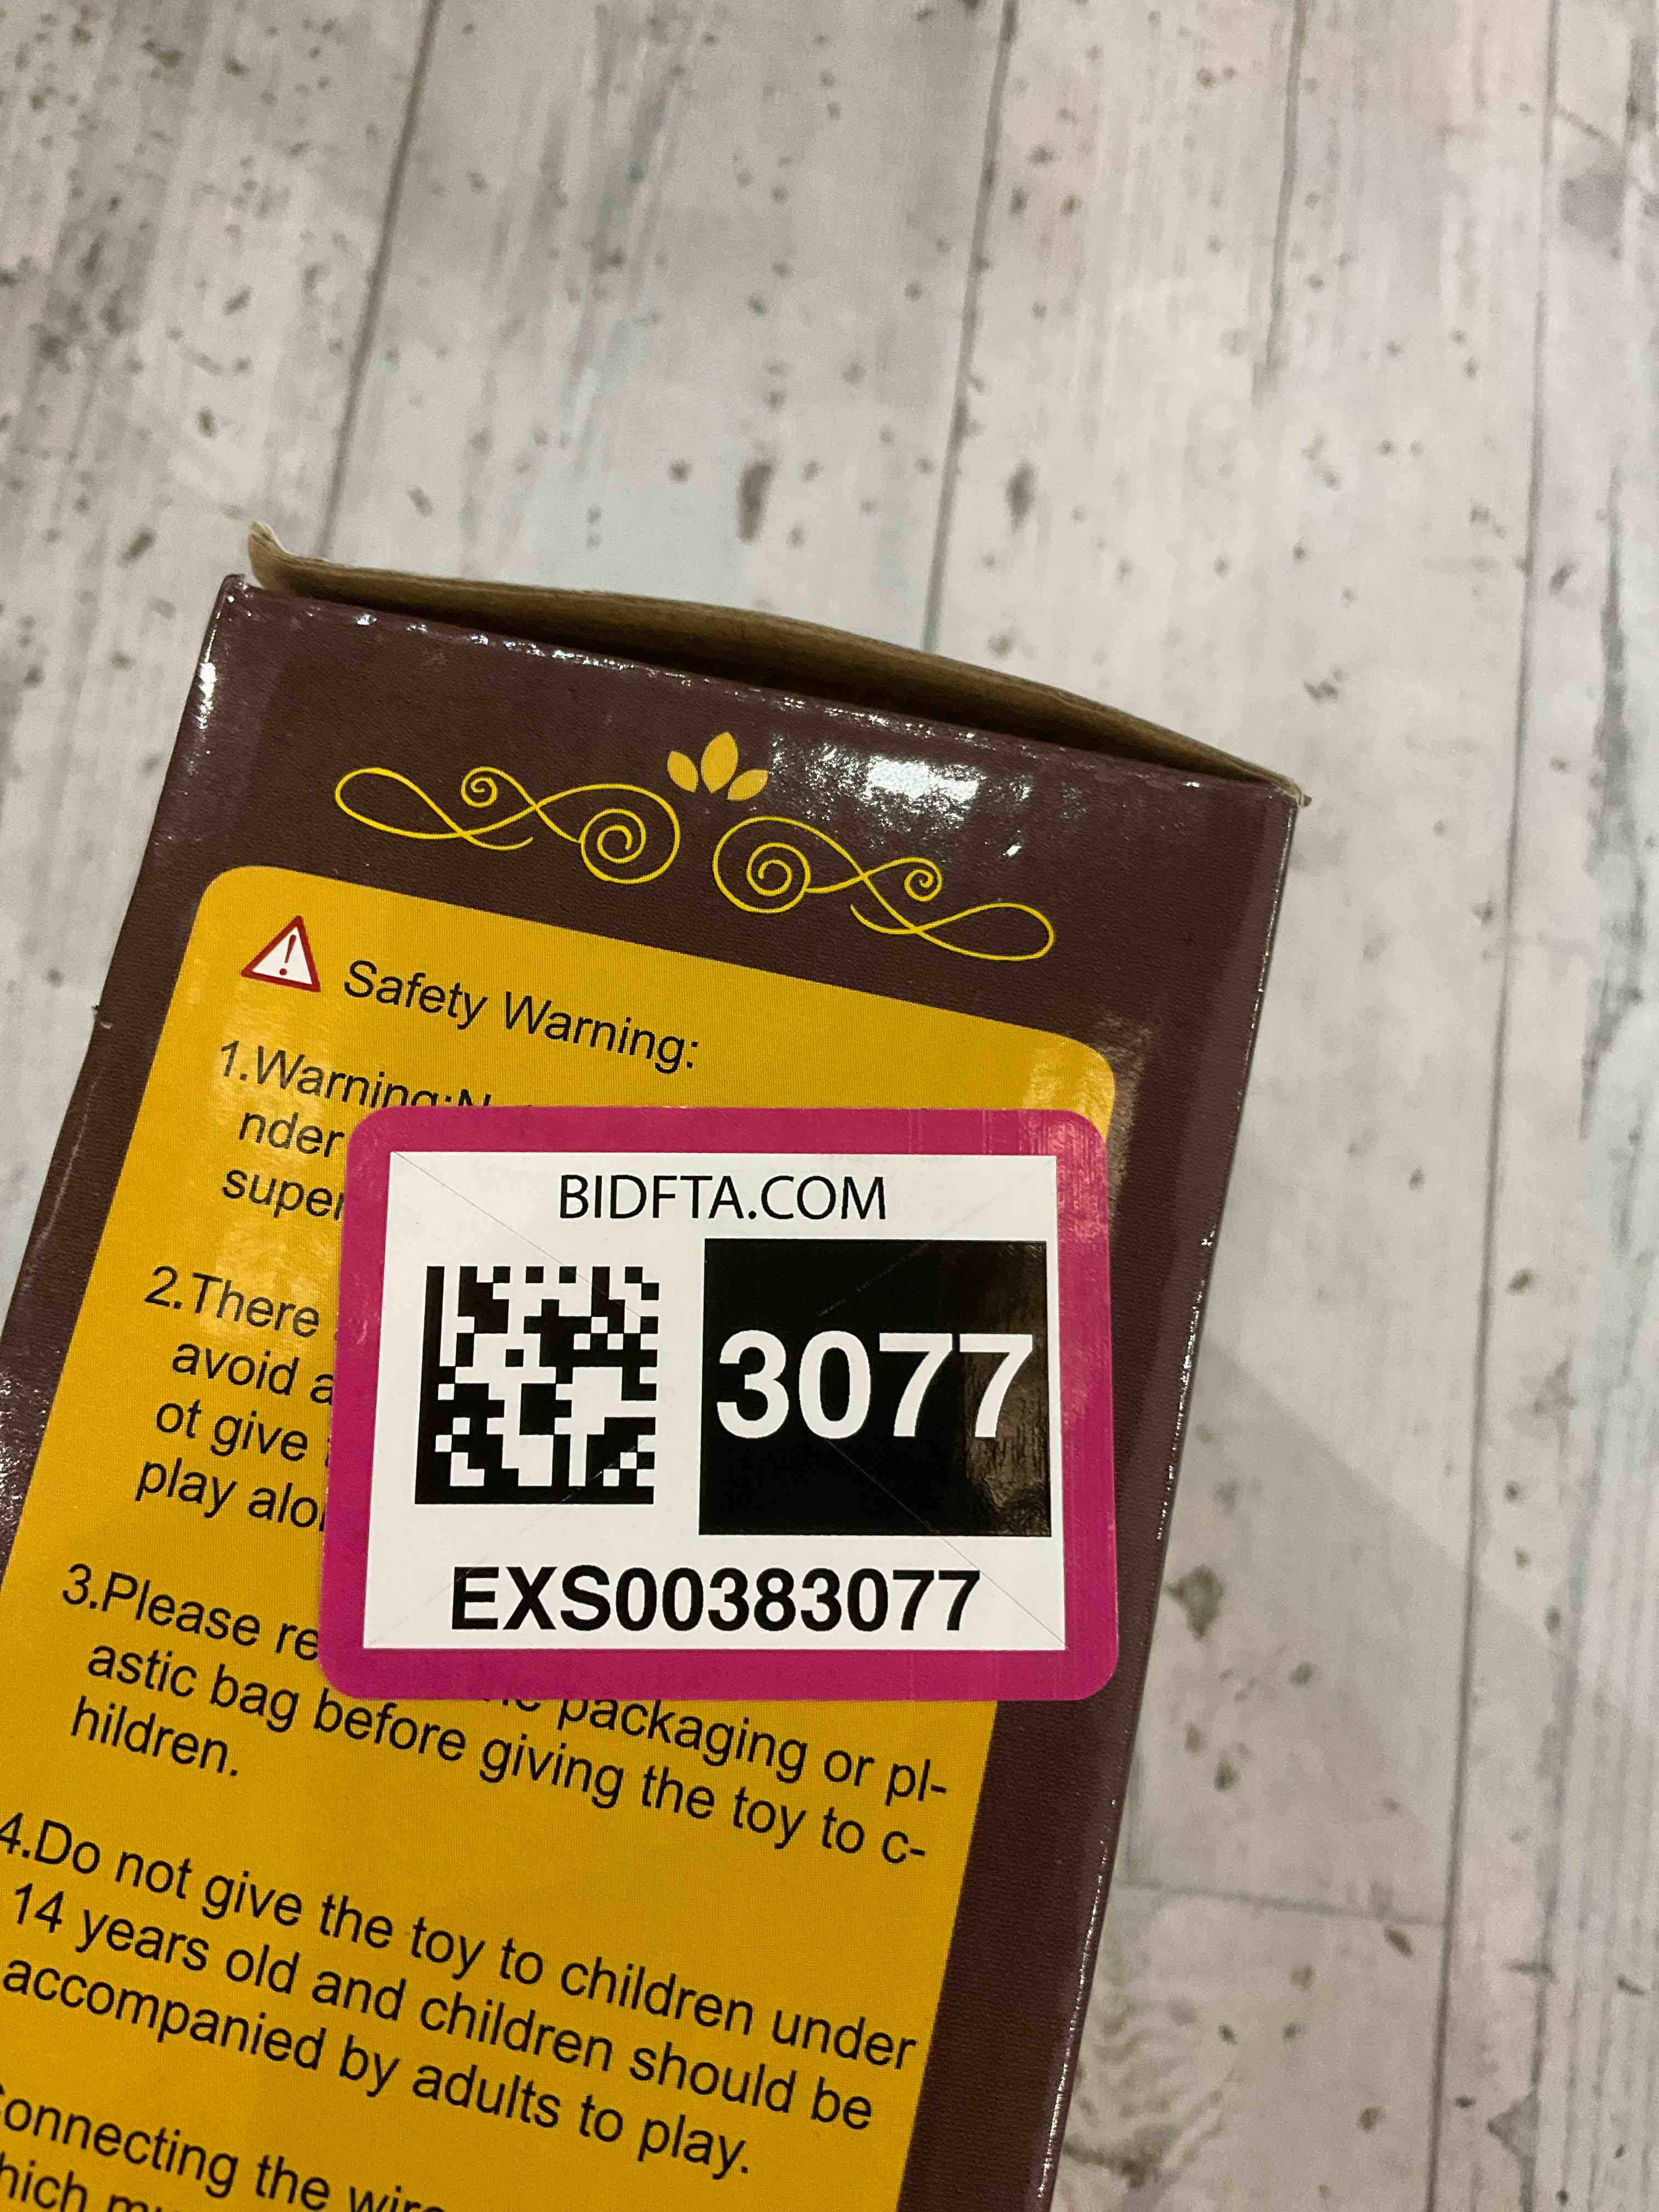 Safety Warning:
1.Warning:N
nder
super
2.There
avoid a
ot give
play alo
3.Please re
packaging or pl-
astic bag before giving the toy to c-
hildren.
4.Do not give the toy to children under
14 years old and children should be
accompanied by adults to play.
onnecting the wire
hich
BIDFTA.COM
3077
EXS00383077